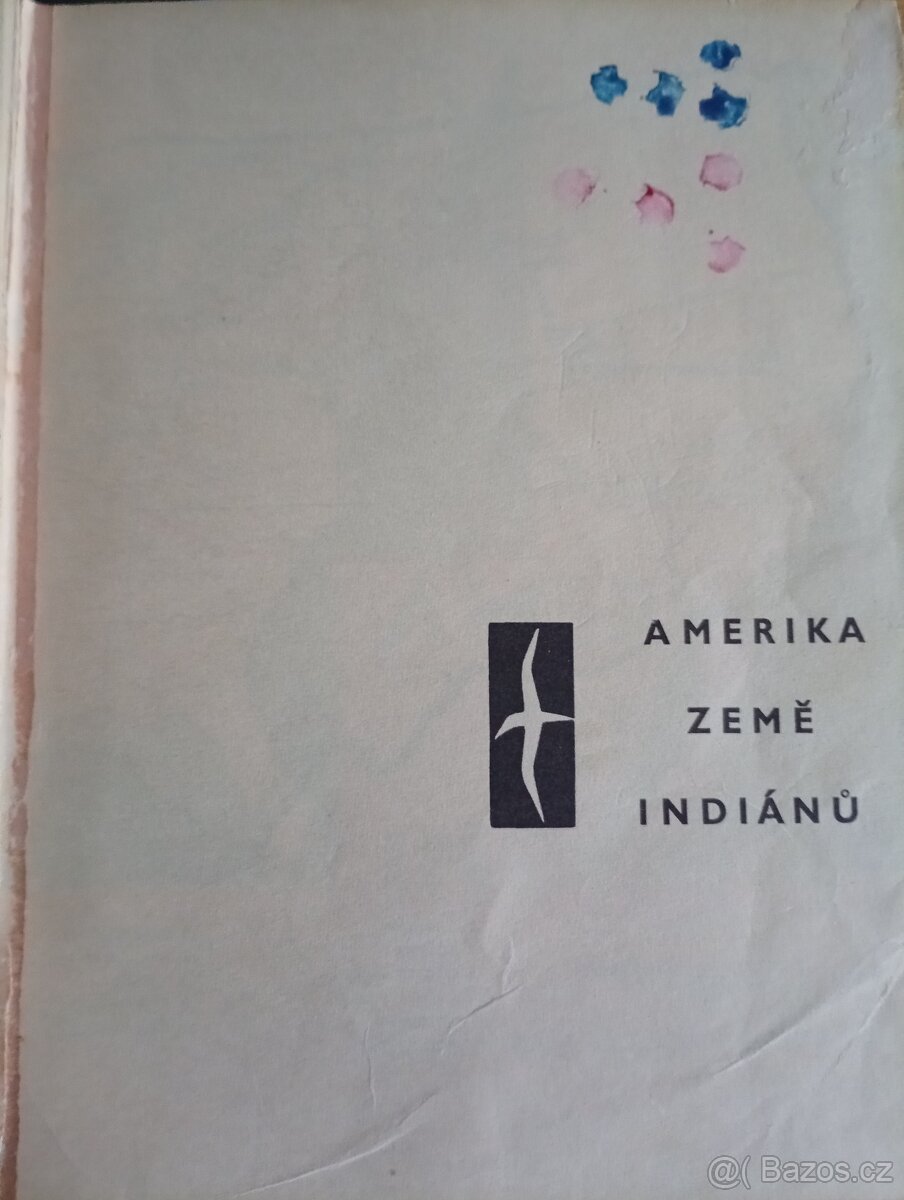 AMERIKA
ZEMĚ
INDIÁNŮ
@( Bazos.cz